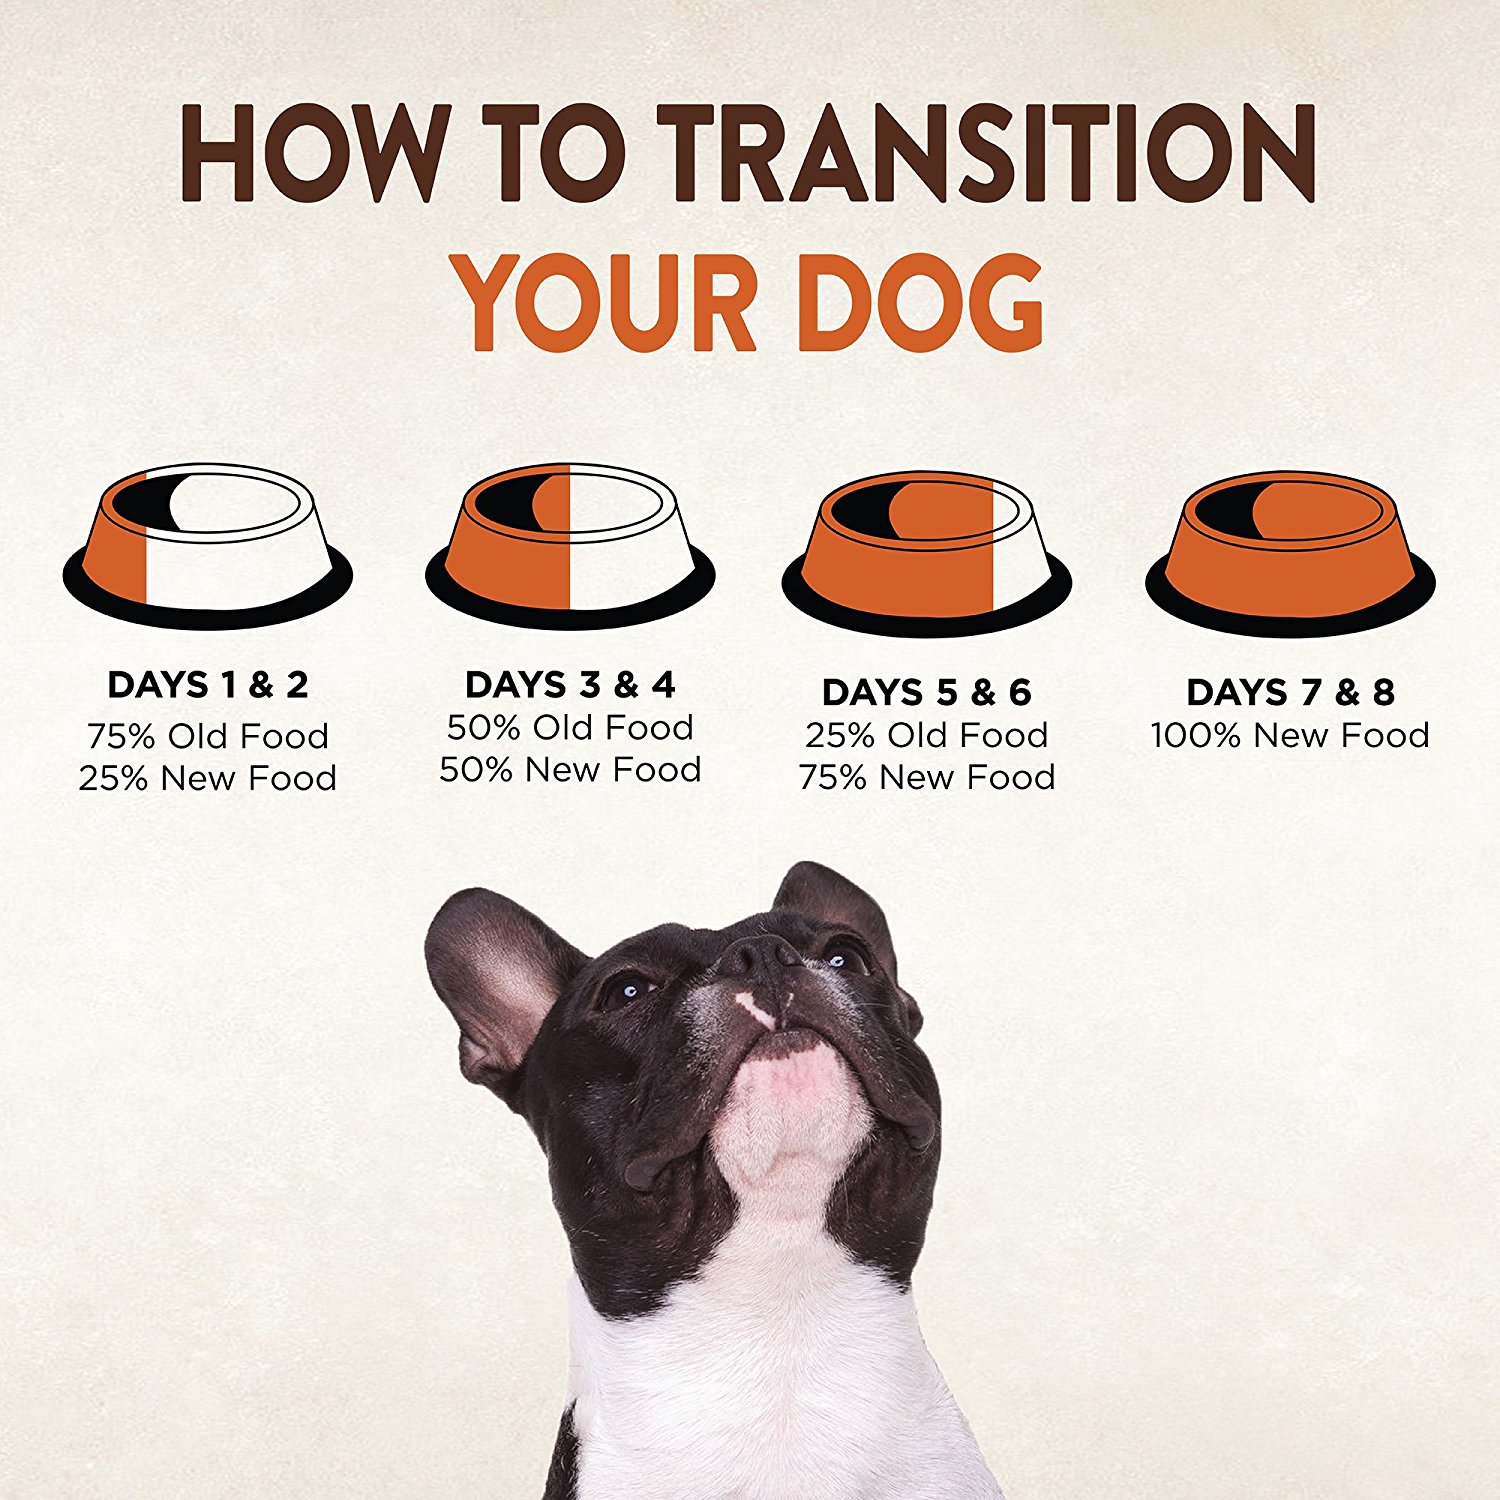 HOW TO TRANSITION
YOUR DOG
DAYS 1 & 2
75% Old Food
25% New Food
DAYS 3 & 4
50% Old Food
50% New Food
DAYS 5 & 6
25% Old Food
75% New Food
DAYS 7 & 8
100% New Food